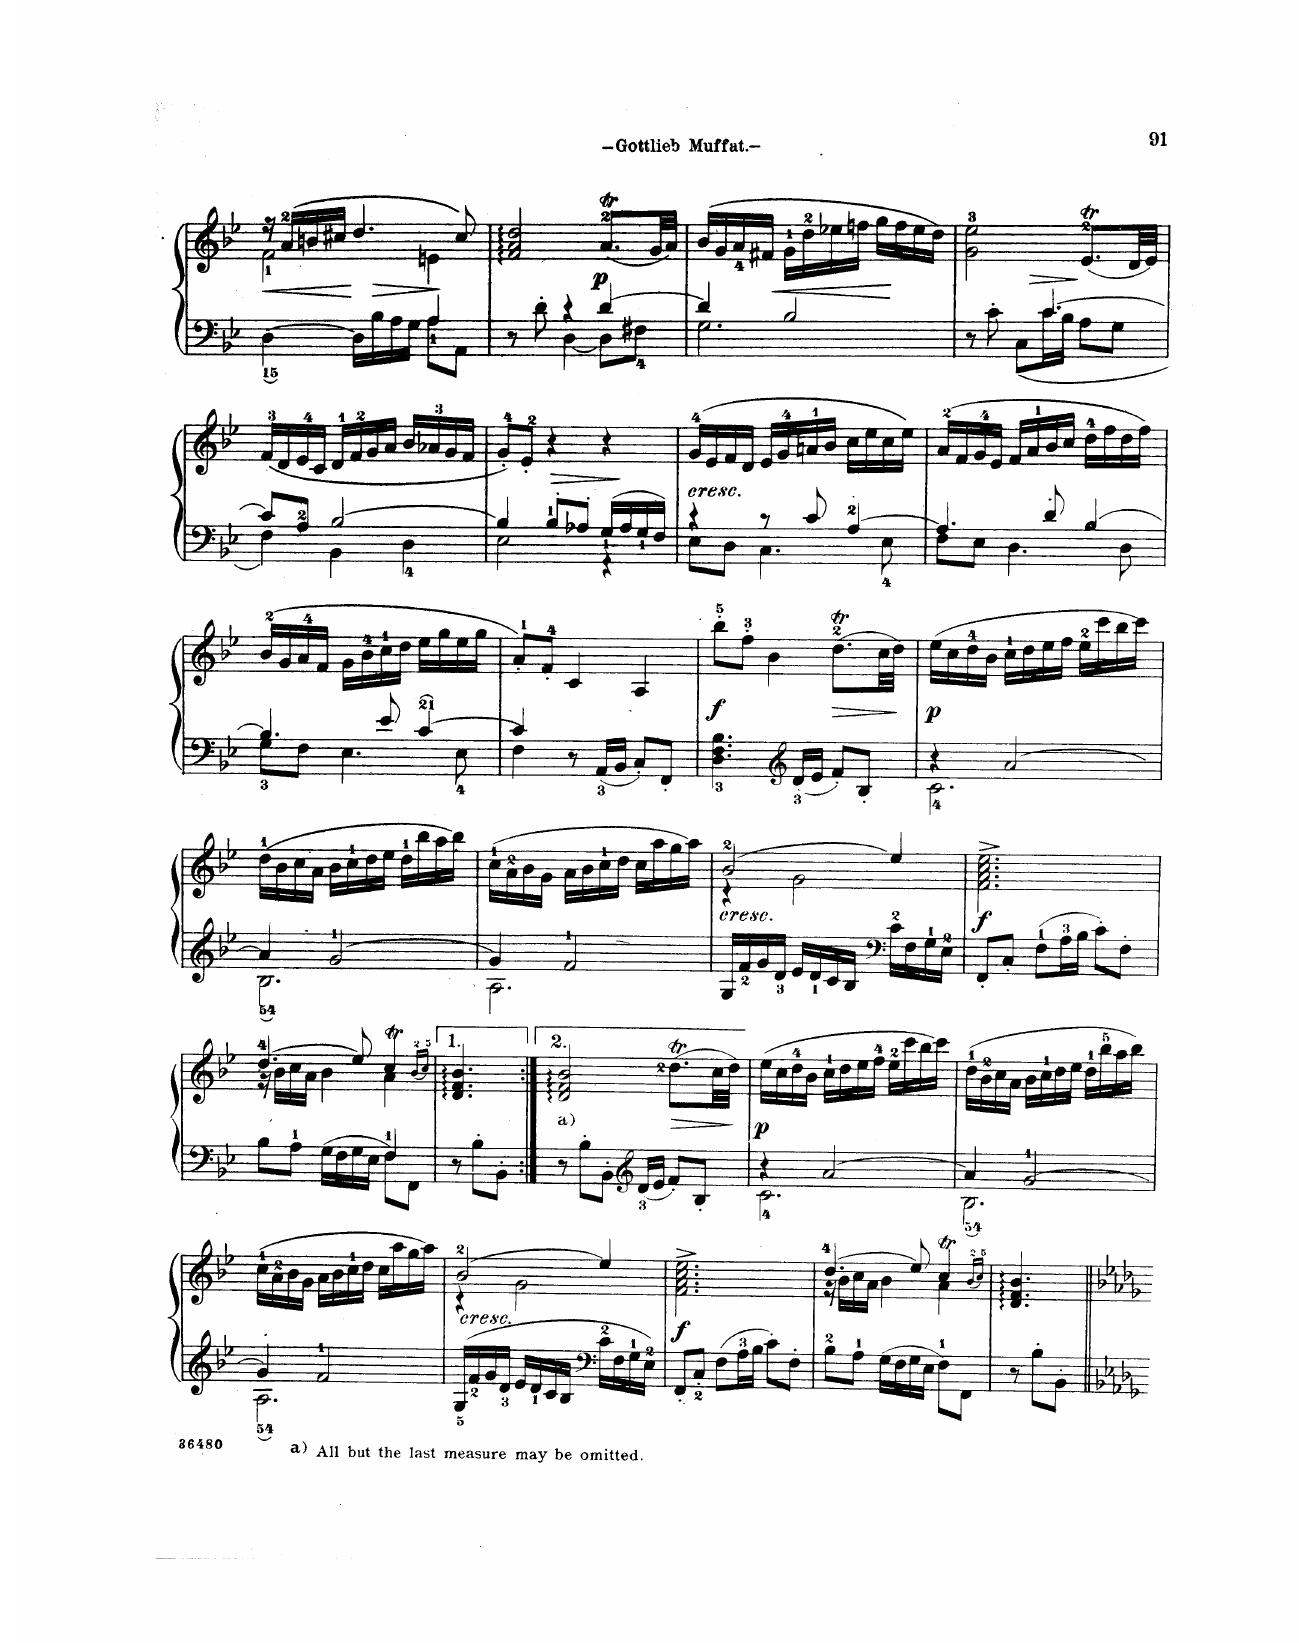 –Gottlieb Muffat.–
91
p
cresc.
f
p
cresc.
f
1.
2.
a)
p
cresc.
f
36480
a) All but the last measure may be omitted.